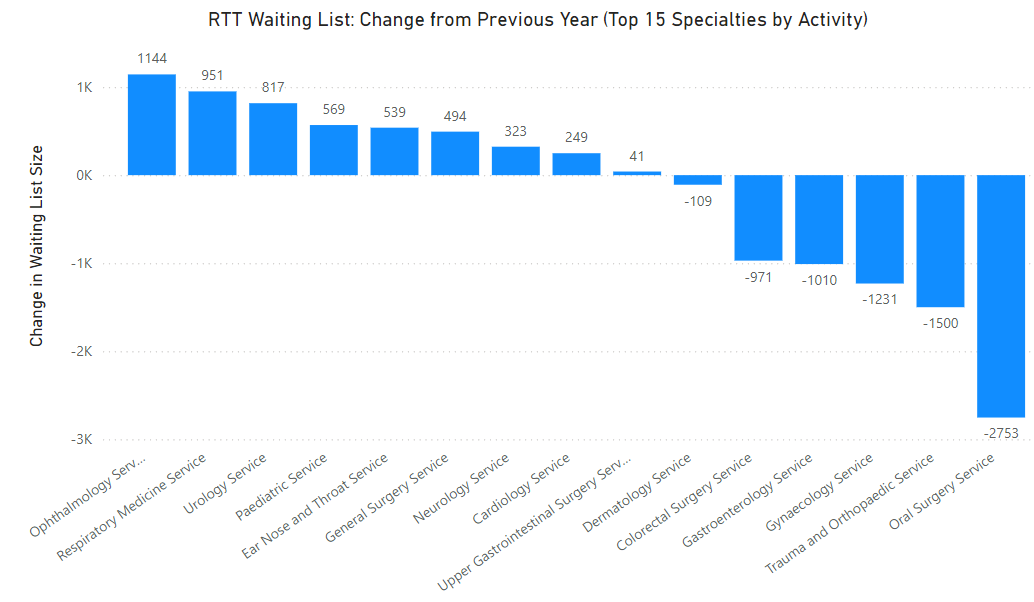 RTT Waiting List: Change from Previous Year (Top 15 Specialties by Activity)
Change in Waiting List Size
1K
0K
-1K
-2K
-3K
1144
951
817
569
539
494
323
249
41
-109
-971
-1010
-1231
-1500
-2753
Ophthalmology Serv...
Respiratory Medicine Service
Urology Service
Paediatric Service
Ear Nose and Throat Service
General Surgery Service
Neurology Service
Cardiology Service
Upper Gastrointestinal Surgery Serv...
Dermatology Service
Colorectal Surgery Service
Gastroenterology Service
Gynaecology Service
Trauma and Orthopaedic Service
Oral Surgery Service